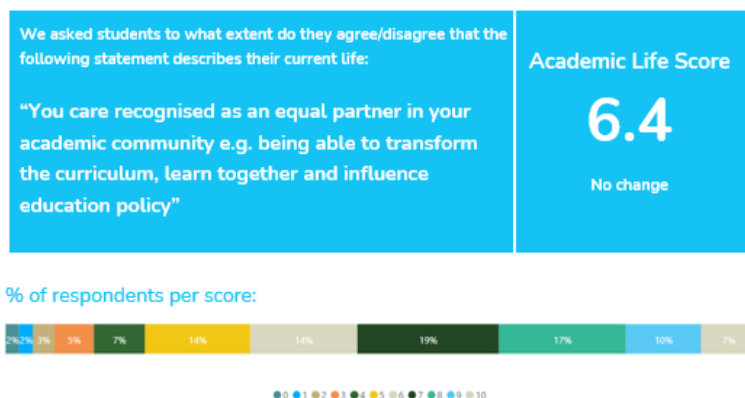 We asked students to what extent do they agree/disagree that the
following statement describes their current life:
“You care recognised as an equal partner in your
academic community e.g. being able to transform
the curriculum, learn together and influence
education policy”
Academic Life Score
6.4
No change
% of respondents per score:
2% 2% 3% 5% 7% 14% 14% 19% 17% 10% 7%
0 1 2 3 4 5 6 7 8 9 10